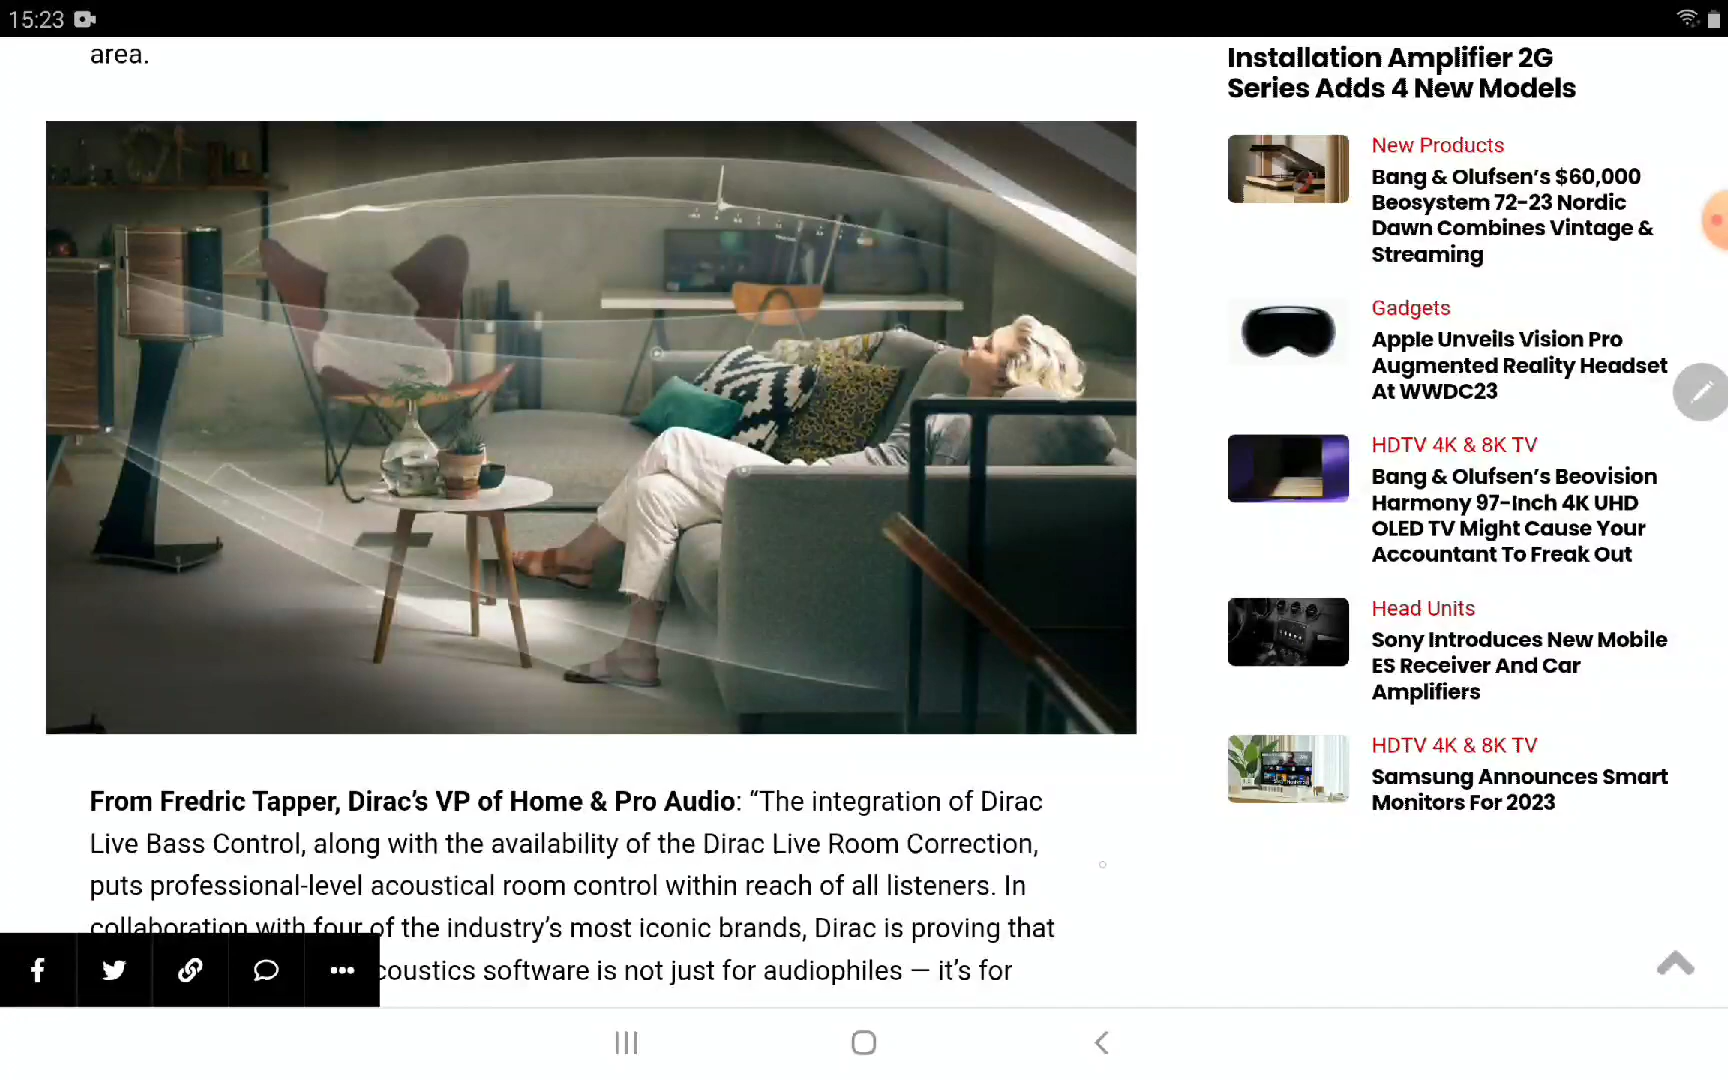 15:23
area.
From Fredric Tapper, Dirac’s VP of Home & Pro Audio: “The integration of Dirac
Live Bass Control, along with the availability of the Dirac Live Room Correction,
puts professional-level acoustical room control within reach of all listeners. In
collaboration with four of the industry’s most iconic brands, Dirac is proving that
coustics software is not just for audiophiles — it’s for
Installation Amplifier 2G
Series Adds 4 New Models
New Products
Bang & Olufsen’s $60,000
Beosystem 72-23 Nordic
Dawn Combines Vintage &
Streaming
Gadgets
Apple Unveils Vision Pro
Augmented Reality Headset
At WWDC23
HDTV 4K & 8K TV
Bang & Olufsen’s Beovision
Harmony 97-Inch 4K UHD
OLED TV Might Cause Your
Accountant To Freak Out
Head Units
Sony Introduces New Mobile
ES Receiver And Car
Amplifiers
HDTV 4K & 8K TV
Samsung Announces Smart
Monitors For 2023